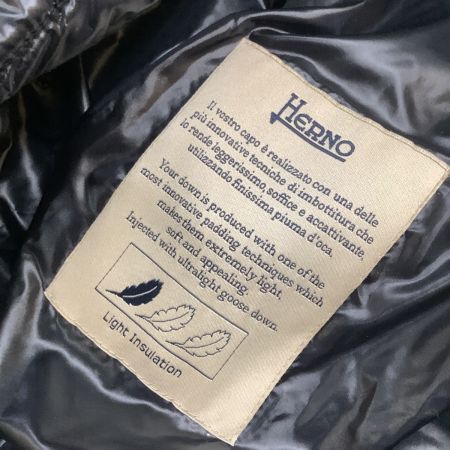 HERNO
Il vostro capo è realizzato con una delle
più innovative tecniche di imbottitura che
lo rende leggerissimo, soffice e accattivante,
utilizzando finissima piuma d'oca.
Your down is produced with one of the
most innovative padding techniques which
makes them extremely light,
soft and appealing.
Injected with ultralight goose down.
Light Insulation